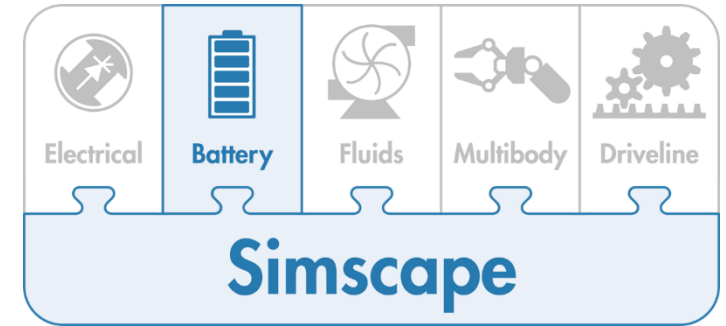 Electrical
Battery
Fluids
Multibody
Driveline
Simscape